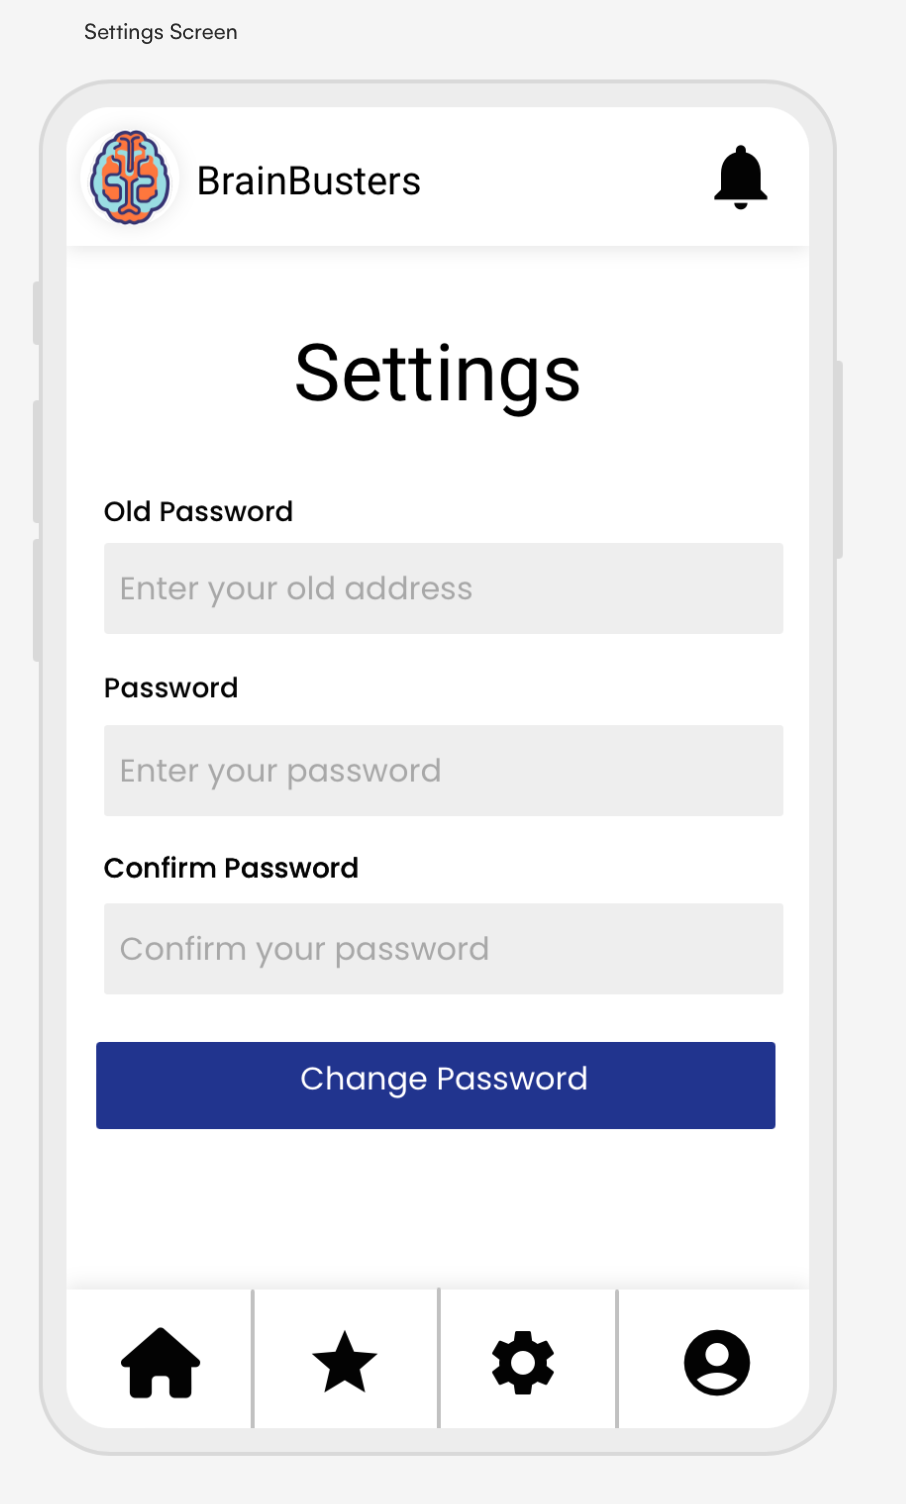 Settings Screen
BrainBusters
Settings
Old Password
Enter your old address
Password
Enter your password
Confirm Password
Confirm your password
Change Password